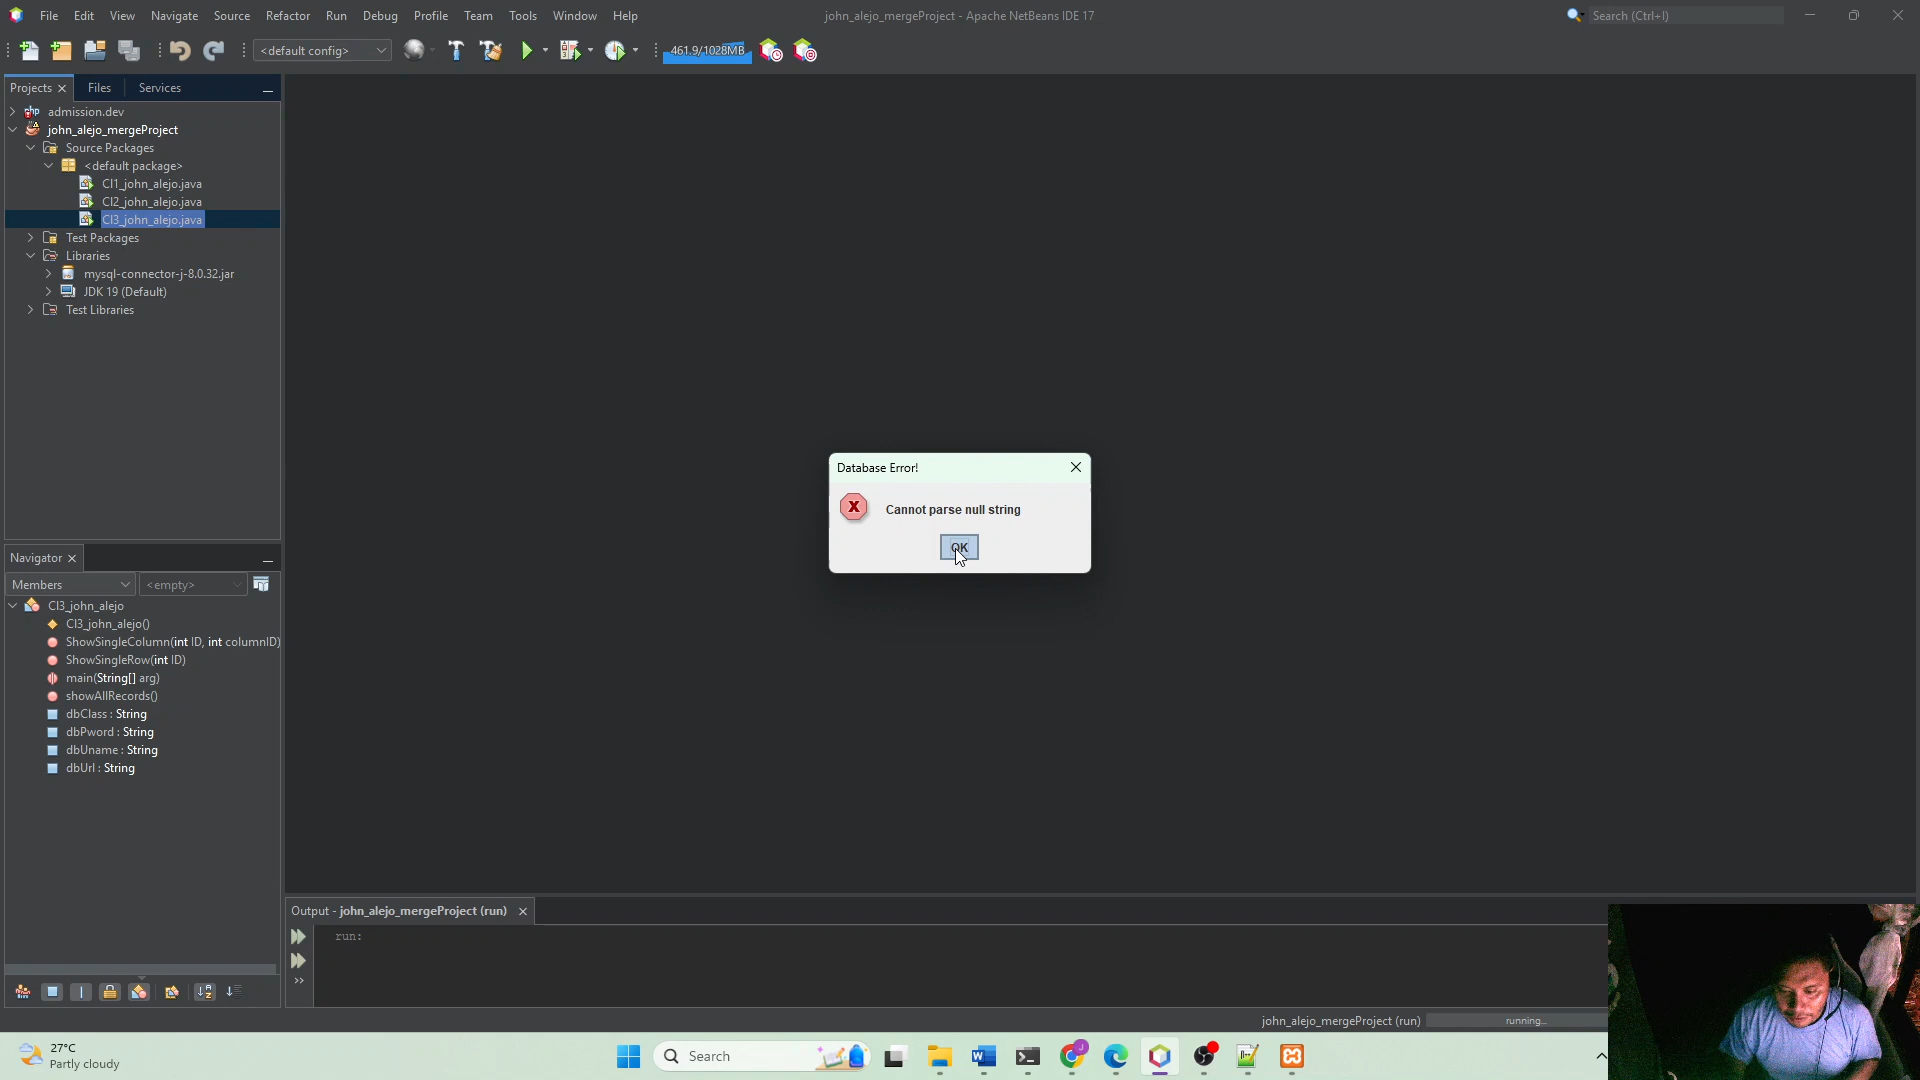 File Edit View Navigate Source Refactor Run Debug Profile Team Tools Window Help
john_alejo_mergeProject - Apache NetBeans IDE 17
Search (Ctrl+I)
<default config>
461.9/1028MB
Projects
Files
Services
php admission.dev
john_alejo_mergeProject
Source Packages
<default package>
CI1_john_alejo.java
CI2_john_alejo.java
CI3_john_alejo.java
Test Packages
Libraries
mysql-connector-j-8.0.32.jar
JDK 19 (Default)
Test Libraries
Database Error!
Cannot parse null string
OK
Navigator
Members
<empty>
CI3_john_alejo
CI3_john_alejo()
ShowSingleColumn(int ID, int columnID)
ShowSingleRow(int ID)
main(String[] arg)
showAllRecords()
dbClass : String
dbPword : String
dbUname : String
dbUrl : String
Output - john_alejo_mergeProject (run)
run:
john_alejo_mergeProject (run)
running...
27°C
Partly cloudy
Search